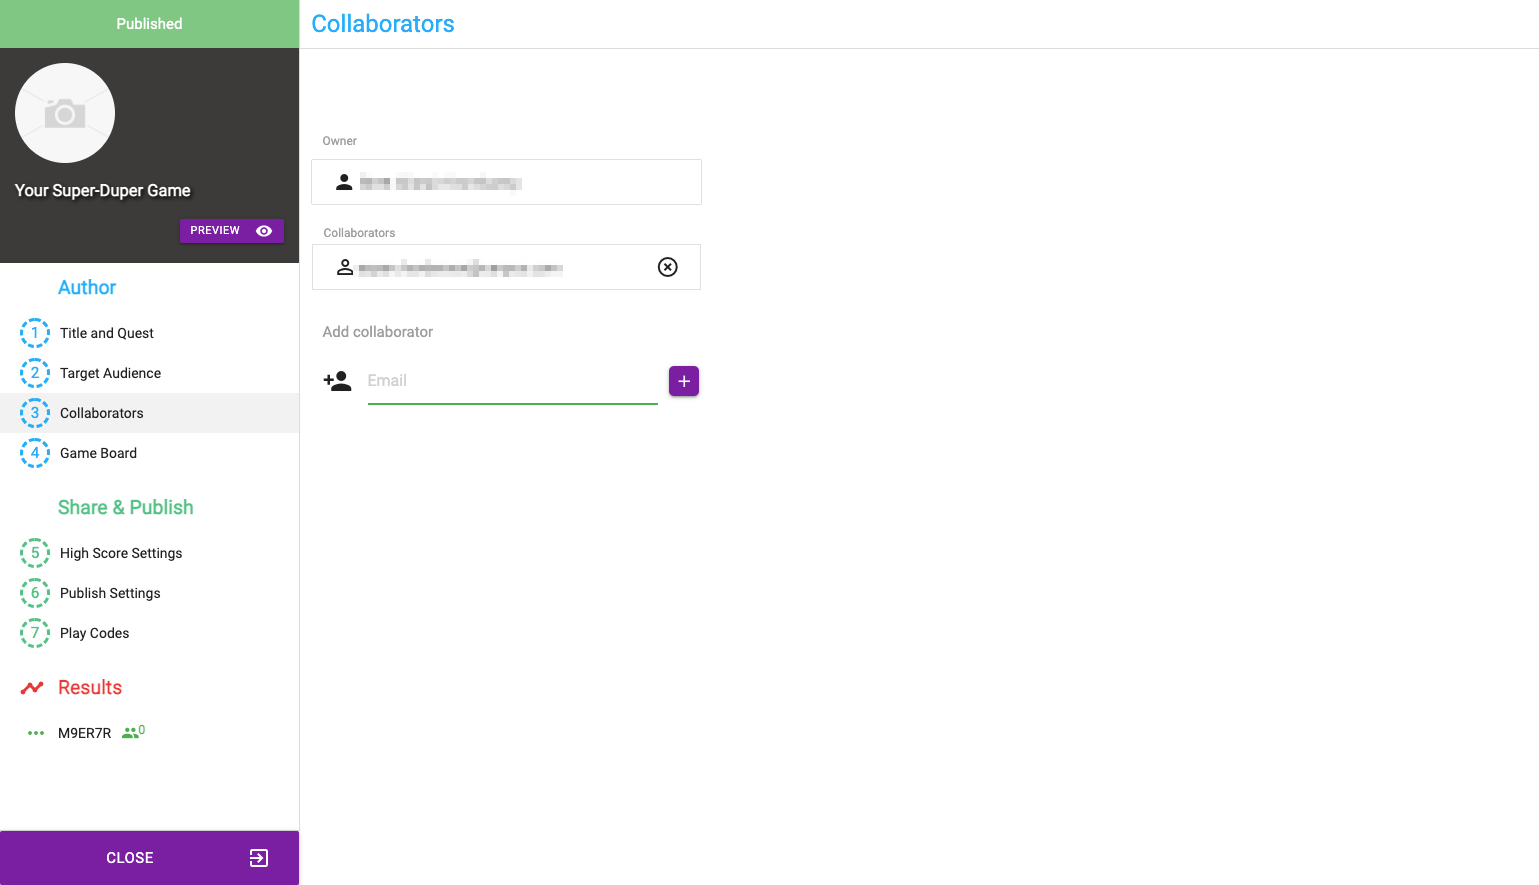 Published
Your Super-Duper Game
PREVIEW
Author
1 Title and Quest
2 Target Audience
3 Collaborators
4 Game Board
Share & Publish
5 High Score Settings
6 Publish Settings
7 Play Codes
Results
M9ER7R 0
CLOSE
Collaborators
Owner
Collaborators
Add collaborator
Email
+